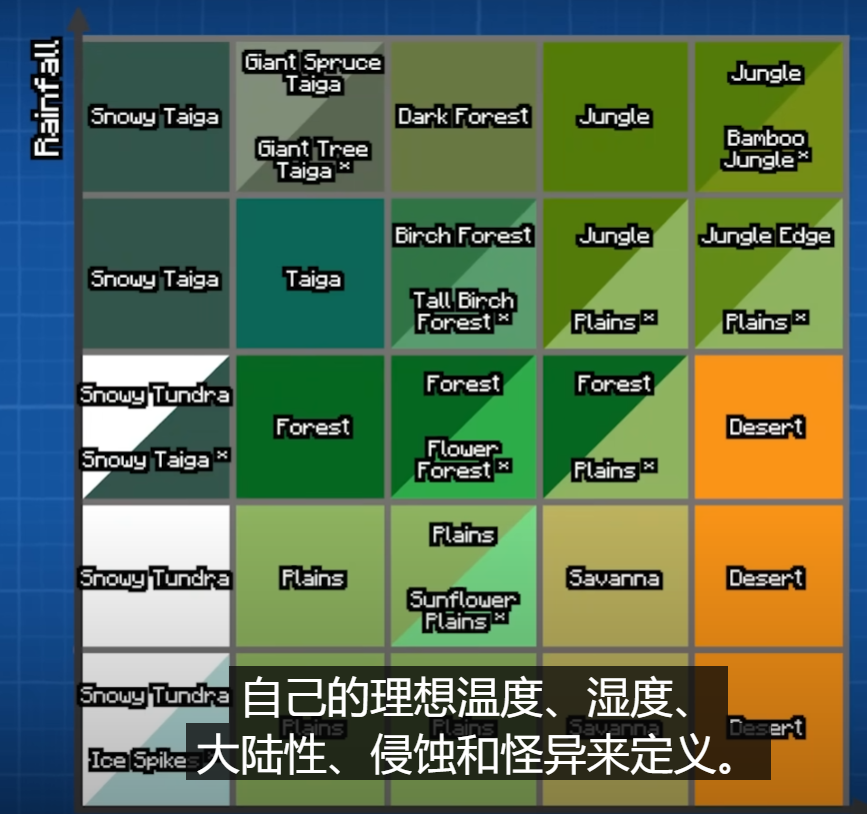 Rainfall
Snowy Taiga
Giant Spruce
Taiga
Giant Tree
Taiga *
Dark Forest
Jungle
Jungle
Bamboo
Jungle *
Snowy Taiga
Taiga
Birch Forest
Tall Birch
Forest *
Jungle
Plains *
Jungle Edge
Plains *
Snowy Tundra
Snowy Taiga *
Forest
Forest
Flower
Forest *
Forest
Plains *
Desert
Snowy Tundra
Plains
Plains
Sunflower
Plains *
Savanna
Desert
Snowy Tundra
Ice Spikes
Plains
Plains
Savanna
Desert
自己的理想温度、湿度、
大陆性、侵蚀和怪异来定义。